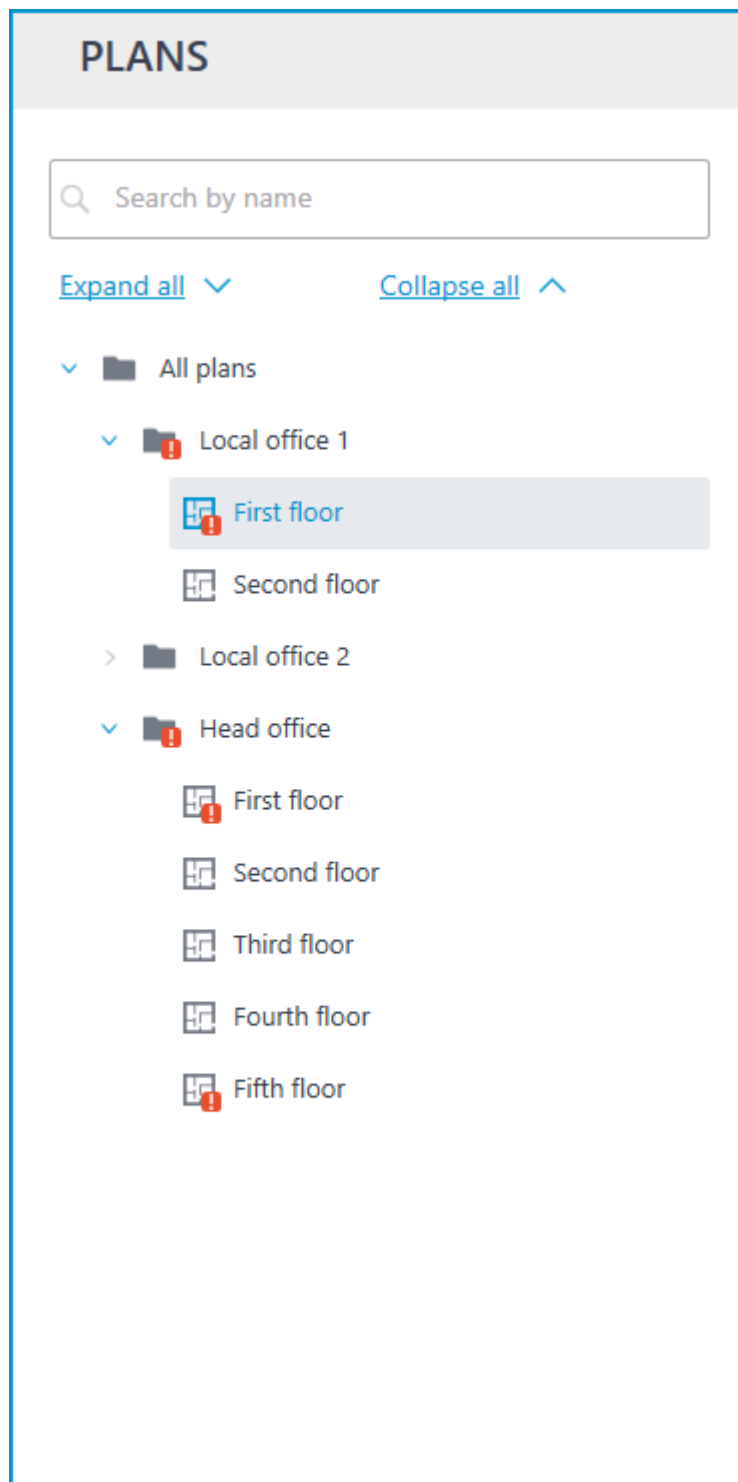 PLANS
Search by name
Expand all Collapse all
All plans
Local office 1
First floor
Second floor
Local office 2
Head office
First floor
Second floor
Third floor
Fourth floor
Fifth floor